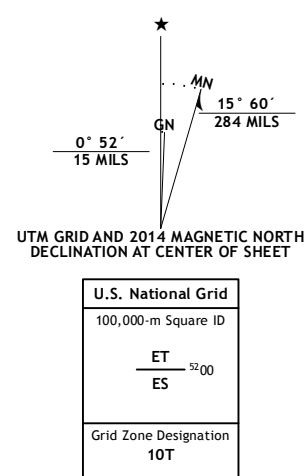 ★
MN
GN
15° 60´
284 MILS
0° 52´
15 MILS
UTM GRID AND 2014 MAGNETIC NORTH
DECLINATION AT CENTER OF SHEET
U.S. National Grid
100,000-m Square ID
ET
ES
5200
Grid Zone Designation
10T